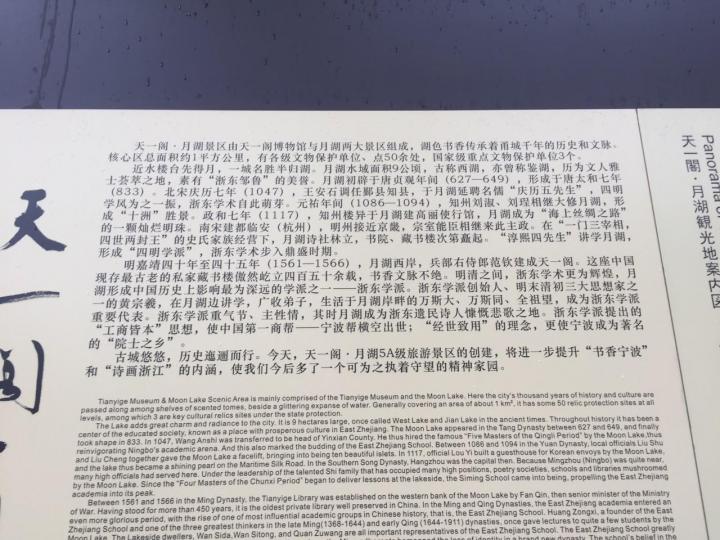 天一阁·月湖景区由天一阁博物馆与月湖两大景区组成，湖色书香传承着甬城千年的历史和文脉。
核心区总面积约1平方公里，有各级文物保护单位、点50余处，国家级重点文物保护单位3个。
近水楼台先得月，一城名胜半归湖。月湖水域面积9公顷，古称西湖，亦曾称鉴湖，历为文人雅
士荟萃之地，素有“浙东邹鲁”的美誉。月湖初辟于唐贞观年间（627—649），形成于唐太和七年
（833）。北宋庆历七年（1047），王安石调任鄞县知县，于月湖延聘名儒“庆历五先生”，四明
学风为之一振，浙东学术自此萌芽。元祐年间（1086—1094），知州刘淑、刘珵相继大修月湖，形
成“十洲”胜景。政和七年（1117），知州楼异于月湖建高丽使行馆，月湖成为“海上丝绸之路”
的一颗灿烂明珠。南宋建都临安（杭州），明州接近京畿，宗室能臣相继来此主政。在“一门三宰相，
四世两封王”的史氏家族经营下，月湖诗社林立，书院、藏书楼次第矗起。“淳熙四先生”讲学月湖，
形成“四明学派”，浙东学术步入鼎盛时期。
明嘉靖四十年至四十五年（1561—1566），月湖西岸，兵部右侍郎范钦建成天一阁。这座中国
现存最古老的私家藏书楼傲然屹立四百五十余载，书香文脉不绝。明清之间，浙东学术更为辉煌，月
湖形成中国历史上影响最为深远的学派之一——浙东学派。浙东学派创始人、明末清初三大思想家之
一的黄宗羲，在月湖边讲学，广收弟子，生活于月湖岸畔的万斯大、万斯同、全祖望，成为浙东学派
重要代表。浙东学派重气节、主性情，其时月湖成为浙东遗民诗人慷慨悲歌之地。浙东学派提出的
“工商皆本”思想，使中国第一商帮——宁波帮横空出世；“经世致用”的理念，更使宁波成为著名
的“院士之乡”。
古城悠悠，历史迤逦而行。今天，天一阁·月湖5A级旅游景区的创建，将进一步提升“书香宁波”
和“诗画浙江”的内涵，使我们今后多了一个可为之执着守望的精神家园。
Tianyige Museum & Moon Lake Scenic Area is mainly comprised of the Tianyige Museum and the Moon Lake. Here the city's thousand years of history and culture are
passed along among shelves of scented tomes, beside a glittering expanse of water. Generally covering an area of about 1 km², it has some 50 relic protection sites at all
levels, among which 3 are key cultural relics sites under the state protection.
The Lake adds great charm and radiance to the city. It is 9 hectares large, once called West Lake and Jian Lake in the ancient times. Throughout history it has been a
center of the educated society, known as a place with prosperous culture in East Zhejiang. The Moon Lake appeared in the Tang Dynasty between 627 and 649, and finally
took shape in 833. In 1047, Wang Anshi was transferred to be head of Yinxian County. He thus hired the famous "Five Masters of the Qingli Period" by the Moon Lake,thus
reinvigorating Ningbo's academic arena. And this also marked the budding of the East Zhejiang School. Between 1086 and 1094 in the Yuan Dynasty, local officials Liu Shu
and Liu Cheng together gave the Moon Lake a facelift, bringing into being ten beautiful islets. In 1117, official Lou Yi built a guesthouse for Korean envoys by the Moon Lake,
and the lake thus became a shining pearl on the Maritime Silk Road. In the Southern Song Dynasty, Hangzhou was the capital then. Because Mingzhou (Ningbo) was quite near,
many high officials had served here. Under the leadership of the talented Shi family that has occupied many high positions, poetry societies, schools and libraries mushroomed
by the Moon Lake. Since the "Four Masters of the Chunxi Period" began to deliver lessons at the lakeside, the Siming School came into being, propelling the East Zhejiang
academia into its peak.
Between 1561 and 1566 in the Ming Dynasty, the Tianyige Library was established on the western bank of the Moon Lake by Fan Qin, then senior minister of the Ministry
of War. Having stood for more than 450 years, it is the oldest private library well preserved in China. In the Ming and Qing Dynasties, the East Zhejiang academia entered an
even more glorious period, with the rise of one of most influential academic groups in Chinese history, that is, the East Zhejiang School. Huang Zongxi, a founder of the East
Zhejiang School and one of the three greatest thinkers in the late Ming(1368-1644) and early Qing (1644-1911) dynasties, once gave lectures to quite a few students by the
Moon Lake. The Lakeside dwellers, Wan Sida,Wan Sitong, and Quan Zuwang are all important representatives of the East Zhejiang School. The East Zhejiang School greatly
天一阁
Panorama of
天一閣·月湖観光地案内図